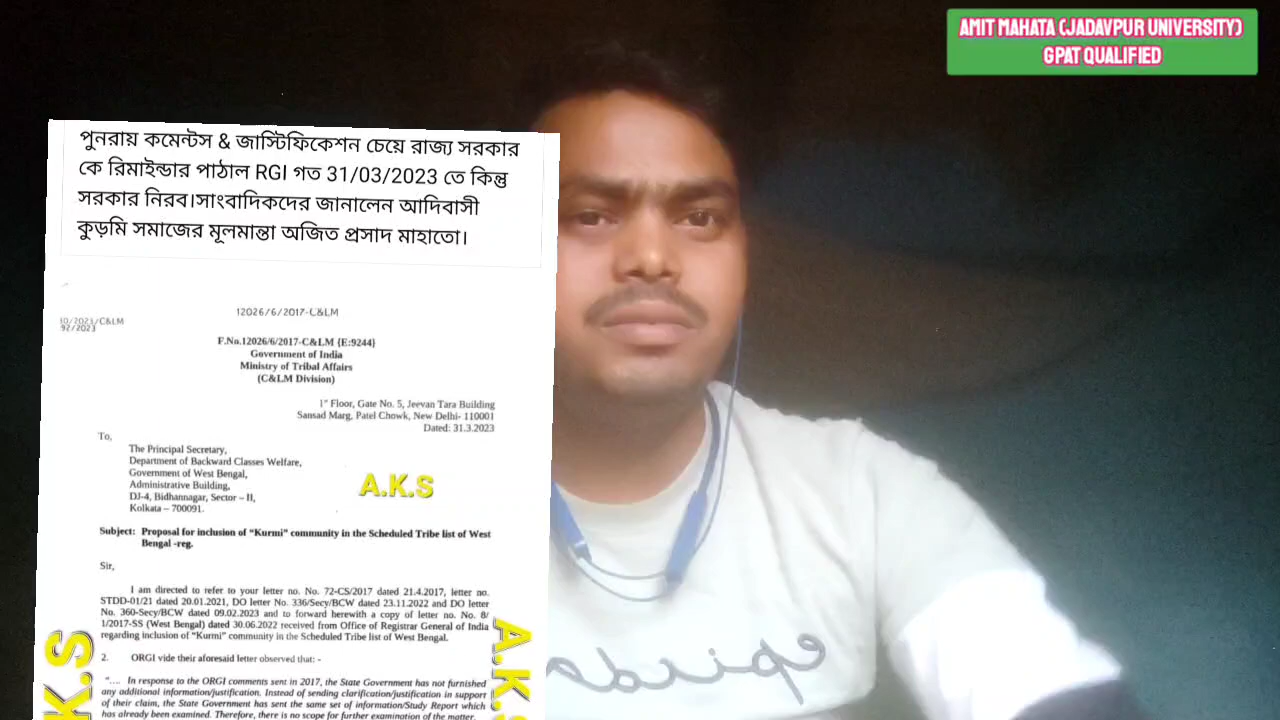 AMIT MAHATA (JADAVPUR UNIVERSITY)
GPAT QUALIFIED
পুনরায় কমেন্টস & জাস্টিফিকেশন চেয়ে রাজ্য সরকার
কে রিমাইন্ডার পাঠাল RGI গত 31/03/2023 তে কিন্তু
সরকার নিরব।সাংবাদিকদের জানালেন আদিবাসী
কুড়মি সমাজের মূলমান্তা অজিত প্রসাদ মাহাতো।
12026/6/2017-C&LM
F.No.12026/6/2017-C&LM {E:9244}
Government of India
Ministry of Tribal Affairs
(C&LM Division)
1st Floor, Gate No. 5, Jeevan Tara Building
Sansad Marg, Patel Chowk, New Delhi- 110001
Dated: 31.3.2023
To,
The Principal Secretary,
Department of Backward Classes Welfare,
Government of West Bengal,
Administrative Building,
DJ-4, Bidhannagar, Sector – II,
Kolkata – 700091.
A.K.S
Subject: Proposal for inclusion of "Kurmi" community in the Scheduled Tribe list of West
Bengal -reg.
Sir,
I am directed to refer to your letter no. No. 72-CS/2017 dated 21.4.2017, letter no.
STDD-01/21 dated 20.01.2021, DO letter No. 336/Secy/BCW dated 23.11.2022 and DO letter
No. 360-Secy/BCW dated 09.02.2023 and to forward herewith a copy of letter no. No. 8/
1/2017-SS (West Bengal) dated 30.06.2022 received from Office of Registrar General of India
regarding inclusion of "Kurmi" community in the Scheduled Tribe list of West Bengal.
2. ORGI vide their aforesaid letter observed that: -
"…. In response to the ORGI comments sent in 2017, the State Government has not furnished
any additional information/justification. Instead of sending clarification/justification in support
of their claim, the State Government has sent the same set of information/Study Report which
has already been examined. Therefore, there is no scope for further examination of the matter.
K.S
A.K.S